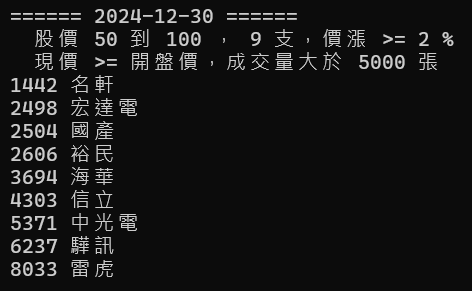 ====== 2024-12-30 ======
股價 50 到 100 , 9 支,價漲 >= 2 %
現價 >= 開盤價,成交量大於 5000 張
1442 名軒
2498 宏達電
2504 國產
2606 裕民
3694 海華
4303 信立
5371 中光電
6237 驊訊
8033 雷虎